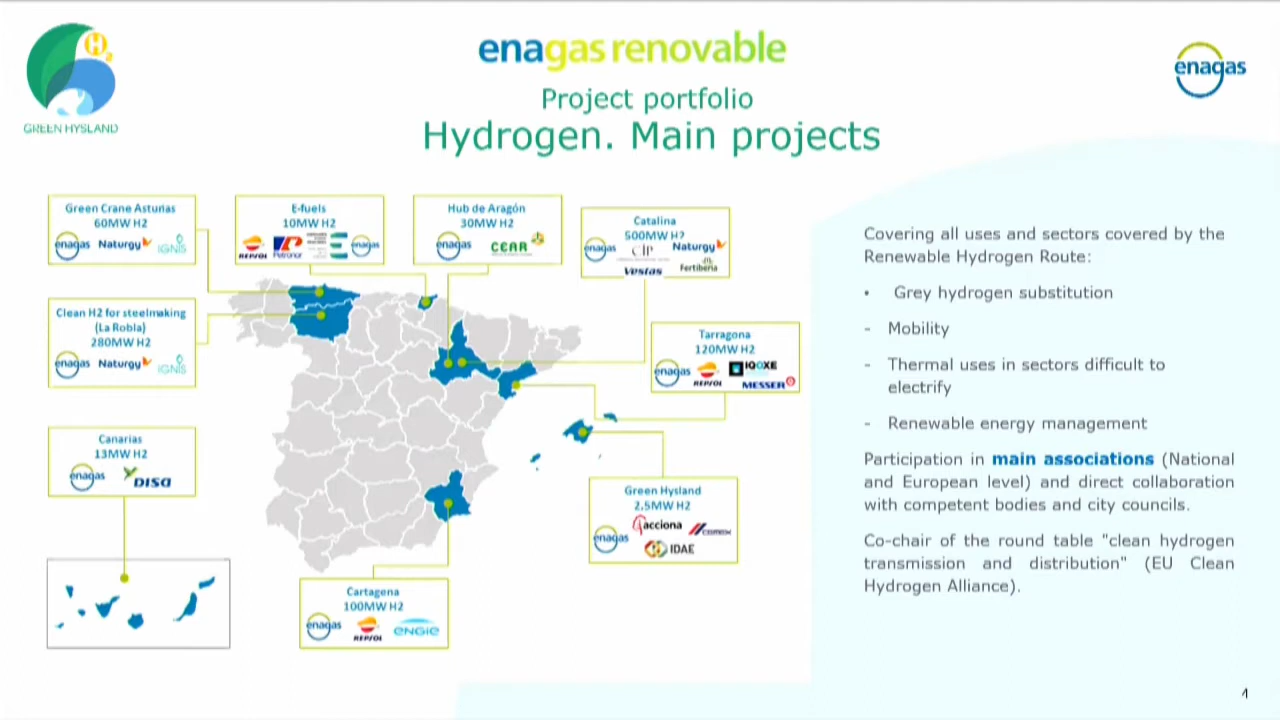 H2
GREEN HYSLAND
enagas renovable
enagas
Project portfolio
Hydrogen. Main projects
Green Crane Asturias
60MW H2
enagas Naturgy IGNIS
E-fuels
10MW H2
REPSOL Petronor enagas
Hub de Aragón
30MW H2
enagas
Catalina
500MW H2
enagas CIP Naturgy
Vestas Fertiberia
Clean H2 for steelmaking
(La Robla)
280MW H2
enagas Naturgy IGNIS
Tarragona
120MW H2
enagas REPSOL IQOXE
MESSER
Canarias
13MW H2
enagas DISA
Green Hysland
2.5MW H2
enagas acciona CEMEX
IDAE
Cartagena
100MW H2
enagas REPSOL ENGIE
Covering all uses and sectors covered by the
Renewable Hydrogen Route:
• Grey hydrogen substitution
- Mobility
- Thermal uses in sectors difficult to
electrify
- Renewable energy management
Participation in main associations (National
and European level) and direct collaboration
with competent bodies and city councils.
Co-chair of the round table "clean hydrogen
transmission and distribution" (EU Clean
Hydrogen Alliance).
4